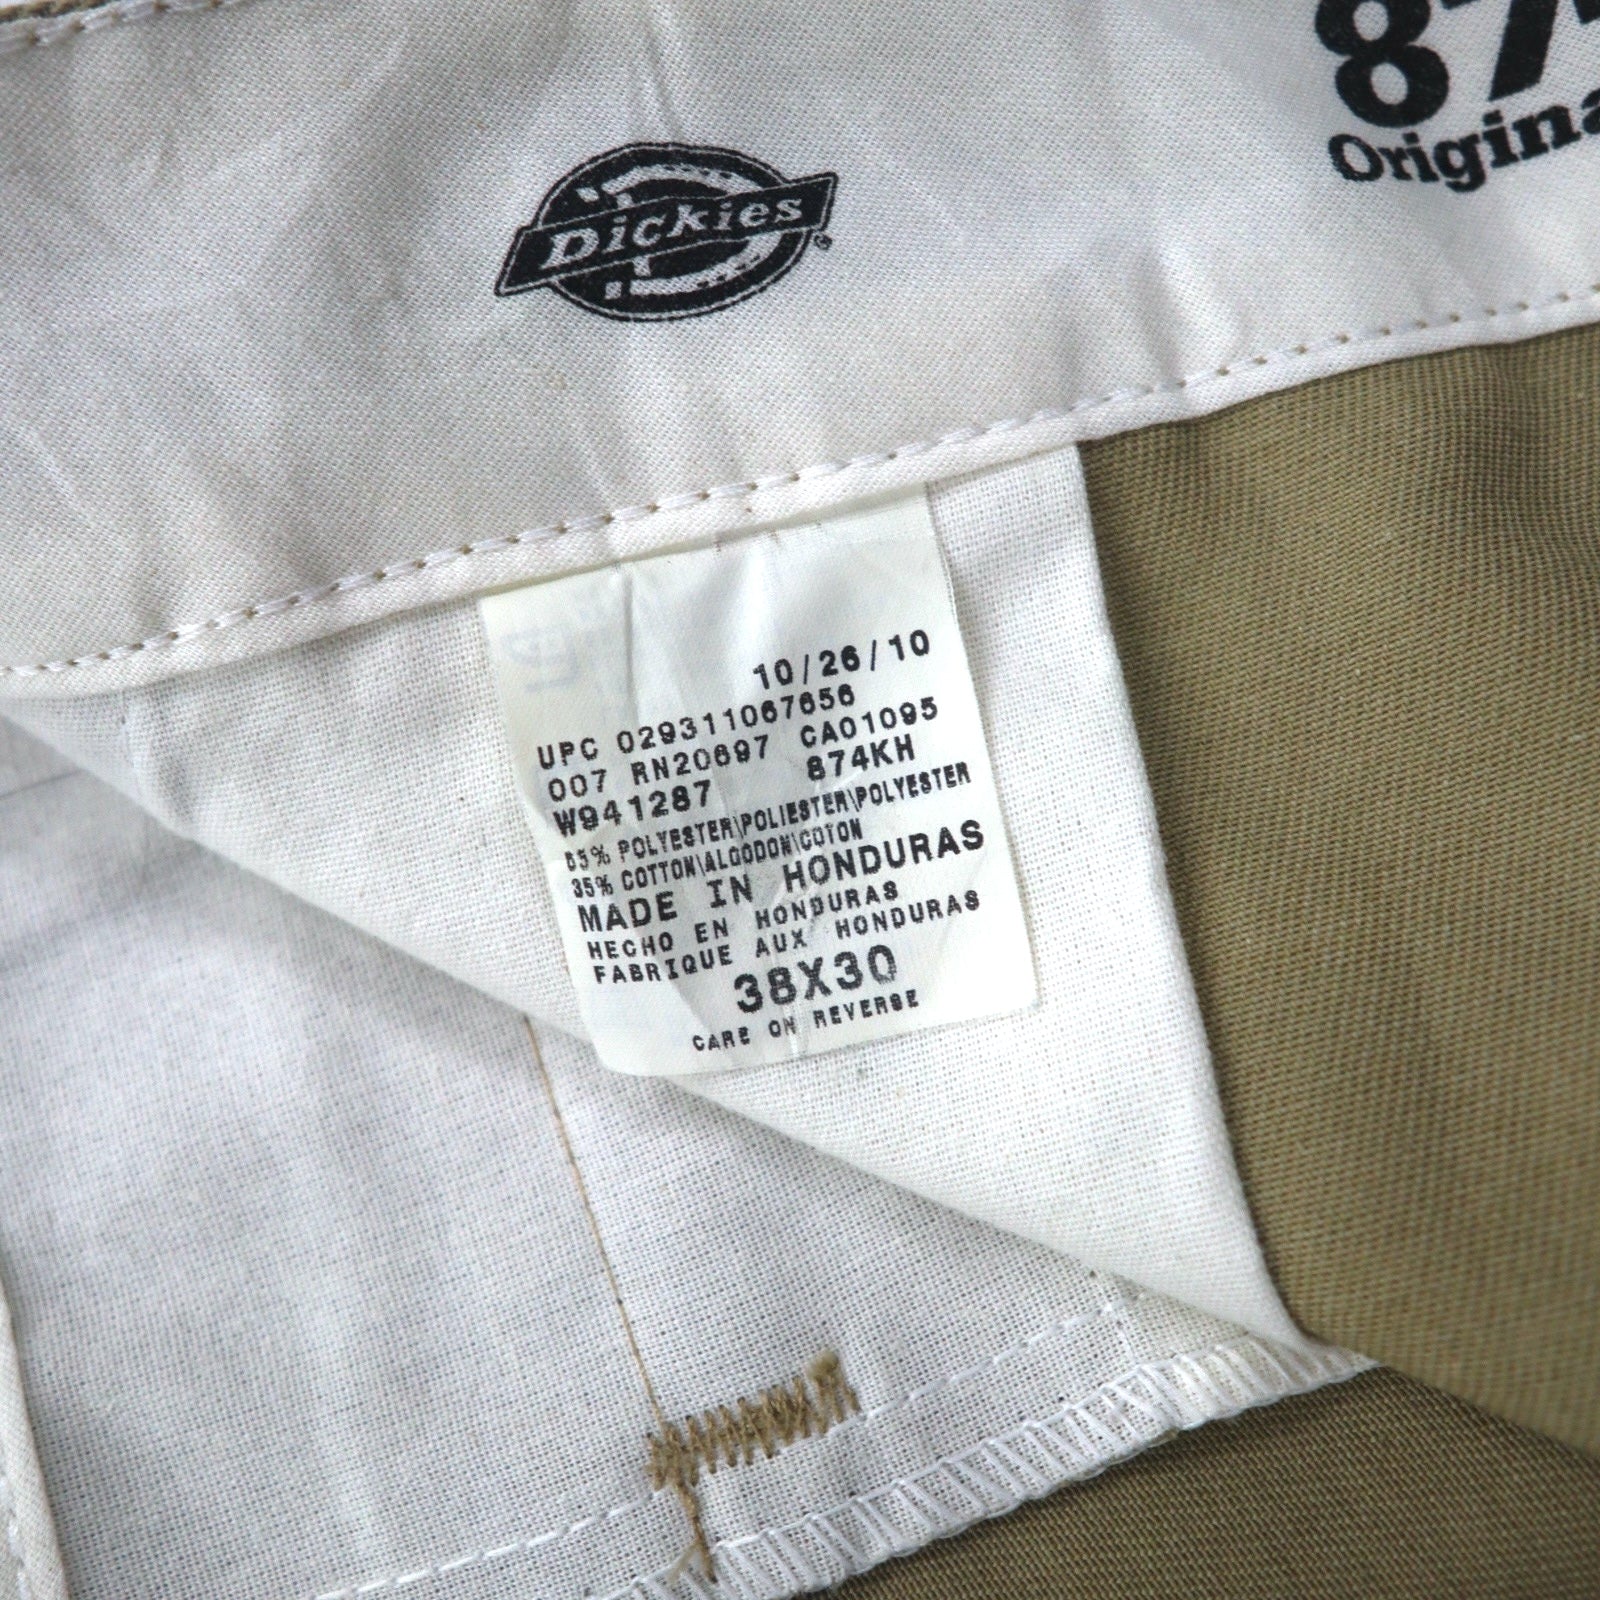 87
Origina
Dickies®
10/26/10
UPC 029311067656
007 RN20697 CA01095
W941287 874KH
65% POLYESTER\POLIESTER\POLYESTER
35% COTTON\ALGODON\COTON
MADE IN HONDURAS
HECHO EN HONDURAS
FABRIQUE AUX HONDURAS
38X30
CARE ON REVERSE